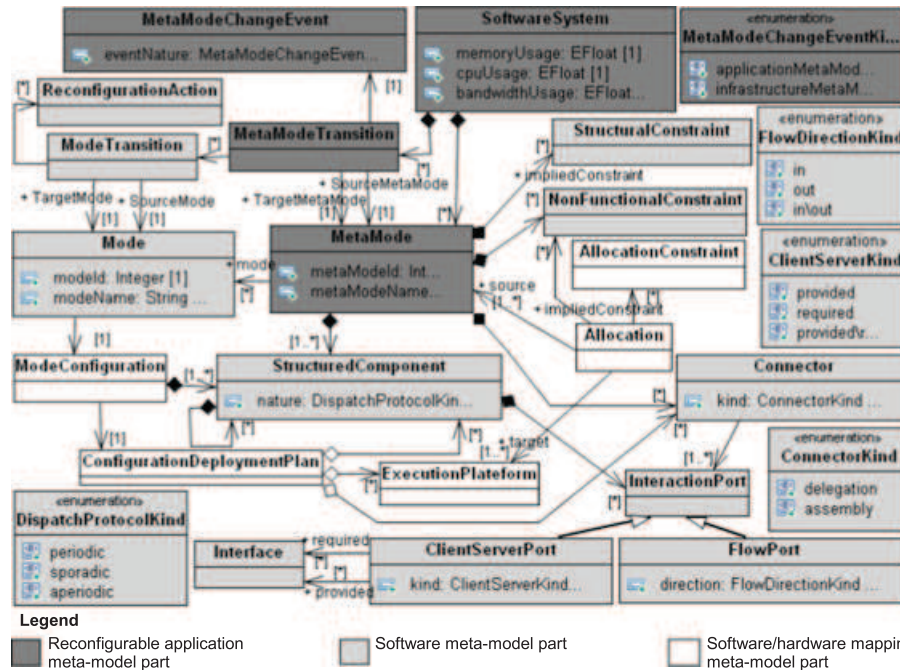 MetaModeChangeEvent
eventNature: MetaModeChangeEven...
SoftwareSystem
memoryUsage: EFloat [1]
cpuUsage: EFloat [1]
bandwidthUsage: EFloat...
«enumeration»
MetaModeChangeEventKi...
applicationMetaMod...
infrastructureMetaM...
[*]
ReconfigurationAction
[1]
«enumeration»
FlowDirectionKind
in
out
in\out
ModeTransition
[*]
MetaModeTransition
[*]
StructuralConstraint
[*]
+ impliedConstraint
+ TargetMode
+ SourceMode
[1]
[1]
+ SourceMetaMode
+ TargetMetaMode
[1]
[1]
[*]
[*]
NonFunctionalConstraint
[*]
Mode
modeId: Integer [1]
modeName: String ...
+ mode
[*]
MetaMode
metaModeId: Int...
metaModeName...
AllocationConstraint
[*]
«enumeration»
ClientServerKind
provided
required
provided\r...
+ source
[1..*]
+ impliedConstraint
Allocation
[1]
[1..*]
ModeConfiguration
[1..*]
StructuredComponent
nature: DispatchProtocolKin...
Connector
kind: ConnectorKind ...
[*]
[*]
[1]
[*]
[*]
+ target
[1..*]
[1..*]
ConfigurationDeploymentPlan
[*]
ExecutionPlateform
InteractionPort
[*]
«enumeration»
ConnectorKind
delegation
assembly
«enumeration»
DispatchProtocolKind
periodic
sporadic
aperiodic
Interface
+ required
[*]
[*]
+ provided
ClientServerPort
kind: ClientServerKind...
FlowPort
direction: FlowDirectionKind ...
Legend
Reconfigurable application
meta-model part
Software meta-model part
Software/hardware mappin
meta-model part